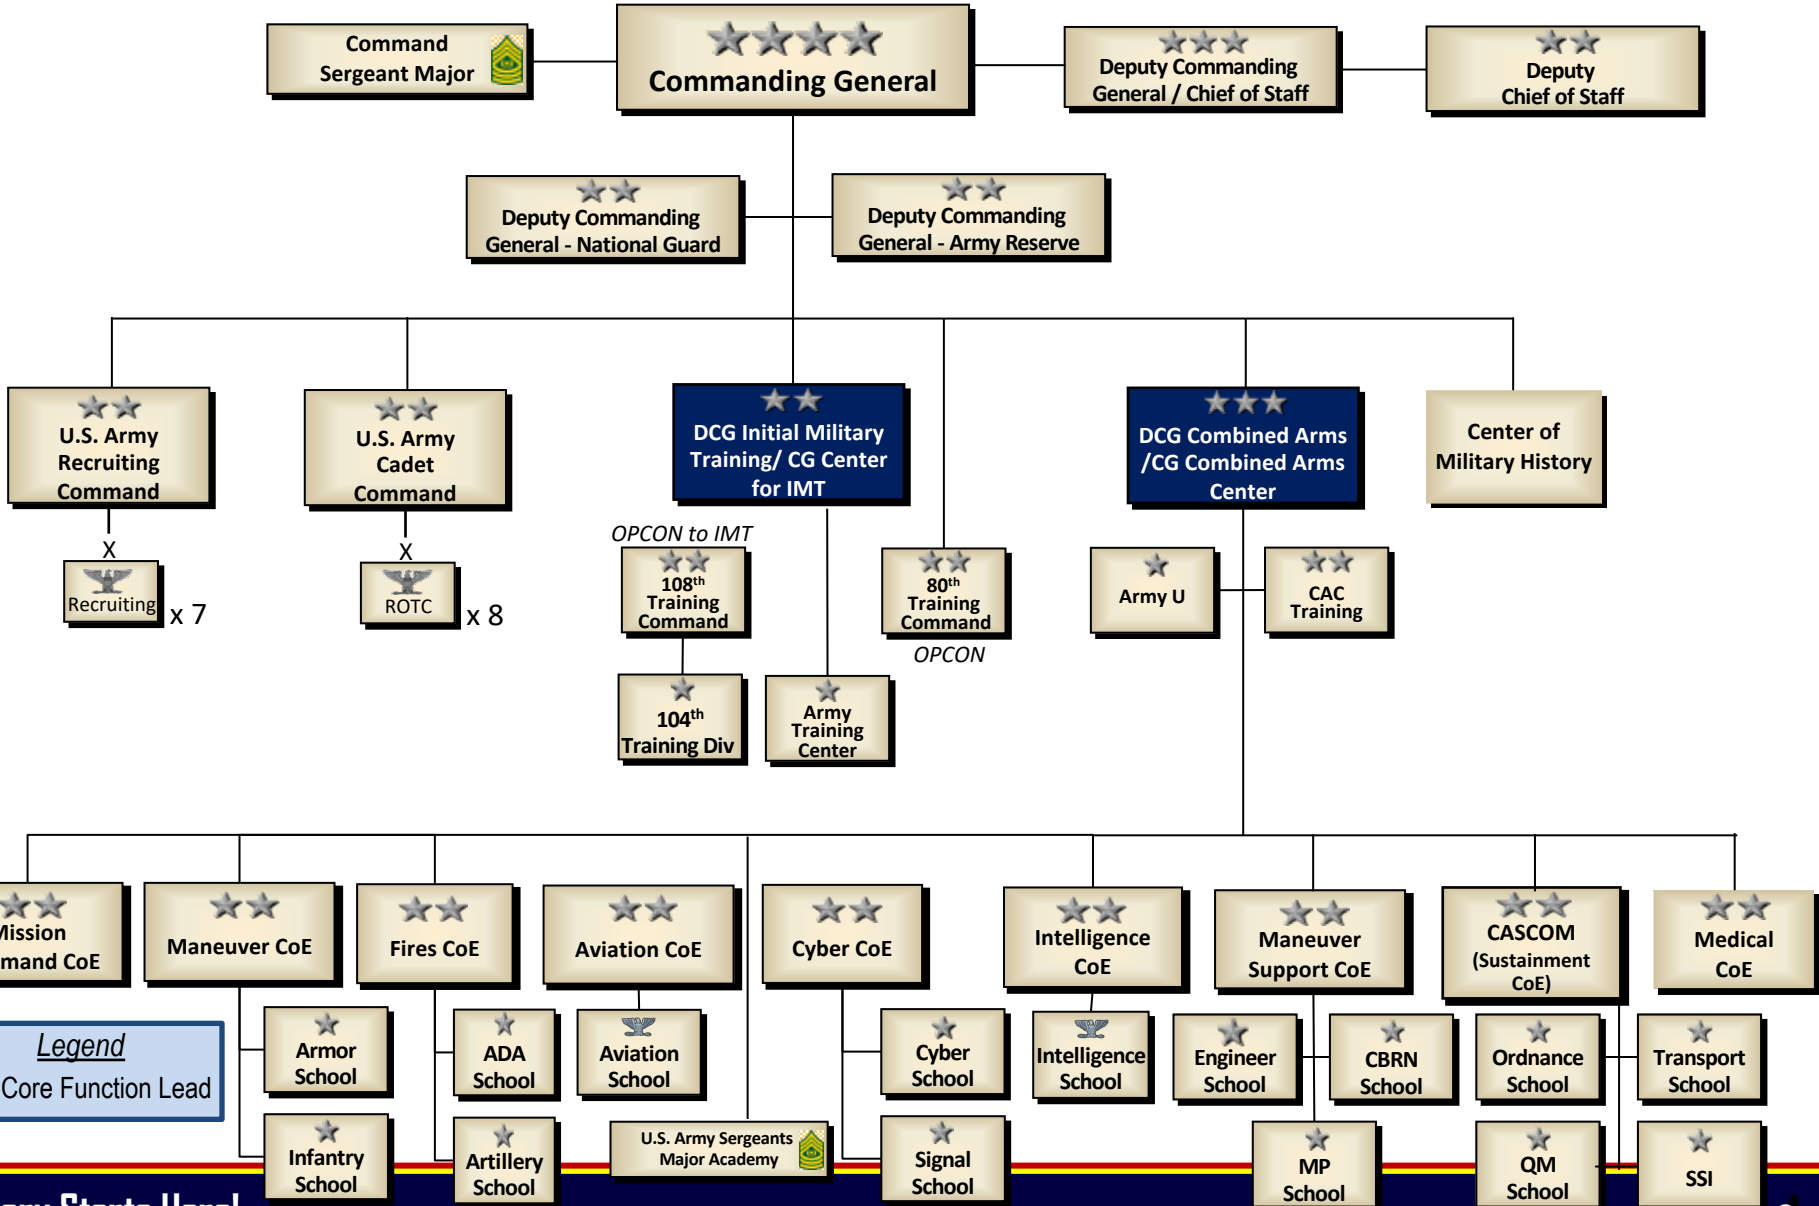 Command
Sergeant Major
Commanding General
Deputy Commanding
General / Chief of Staff
Deputy
Chief of Staff
Deputy Commanding
General - National Guard
Deputy Commanding
General - Army Reserve
U.S. Army
Recruiting
Command
X
Recruiting
x 7
U.S. Army
Cadet
Command
X
ROTC
x 8
DCG Initial Military
Training/ CG Center
for IMT
OPCON to IMT
108th
Training
Command
104th
Training Div
Army
Training
Center
80th
Training
Command
OPCON
DCG Combined Arms
/CG Combined Arms
Center
Army U
CAC
Training
Center of
Military History
Mission
mand CoE
Maneuver CoE
Armor
School
Infantry
School
Fires CoE
ADA
School
Artillery
School
Aviation CoE
Aviation
School
U.S. Army Sergeants
Major Academy
Cyber CoE
Cyber
School
Signal
School
Intelligence
CoE
Intelligence
School
Maneuver
Support CoE
Engineer
School
CBRN
School
MP
School
CASCOM
(Sustainment
CoE)
Ordnance
School
Transport
School
QM
School
SSI
Medical
CoE
Legend
Core Function Lead
Starts Here!